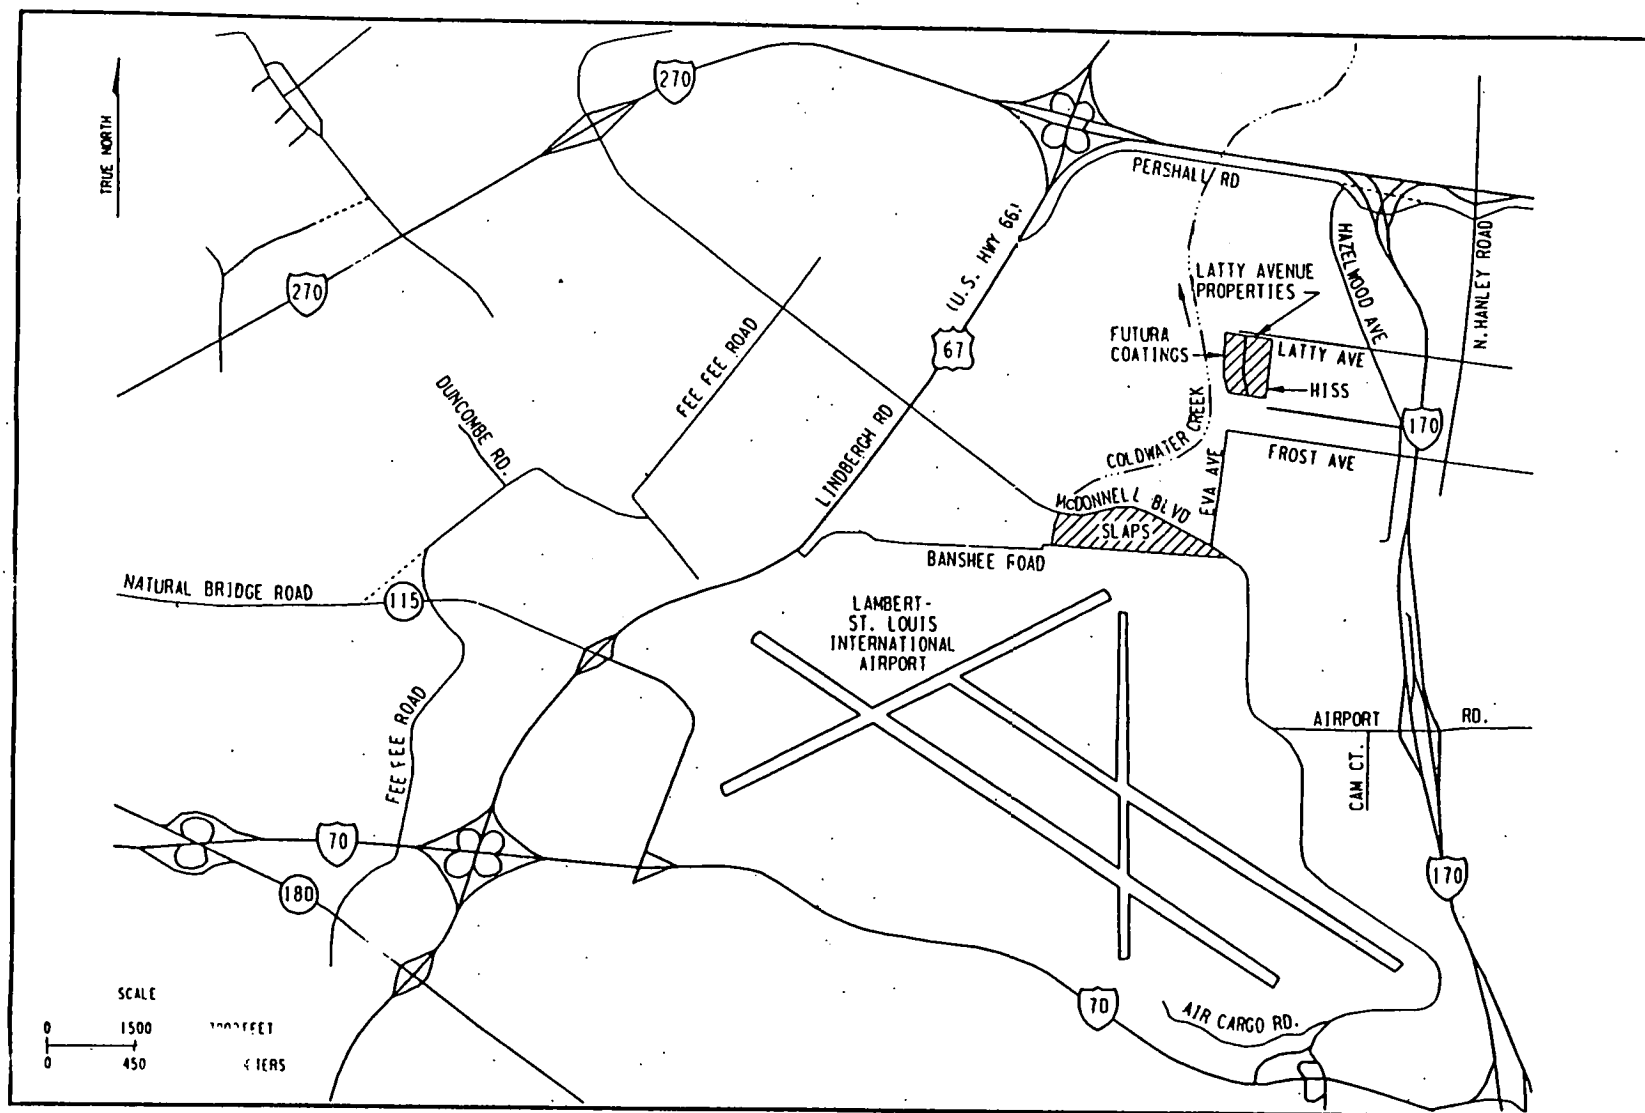 270
TRUE NORTH
PERSHALL RD
(U.S. HWY 66)
HAZELWOOD AVE
N. HANLEY ROAD
LATTY AVENUE
PROPERTIES
270
FUTURA
COATINGS
67
FEE FEE ROAD
LATTY AVE
HISS
DUNCOMBE RD.
LINDBERGH RD
COLDWATER CREEK
170
FROST AVE
EVA AVE
McDONNELL BLVD
SLAPS
BANSHEE ROAD
NATURAL BRIDGE ROAD
115
LAMBERT-
ST. LOUIS
INTERNATIONAL
AIRPORT
FEE FEE ROAD
AIRPORT RD.
CAM CT.
70
180
170
SCALE
0 1500 FEET
0 450
70
AIR CARGO RD.